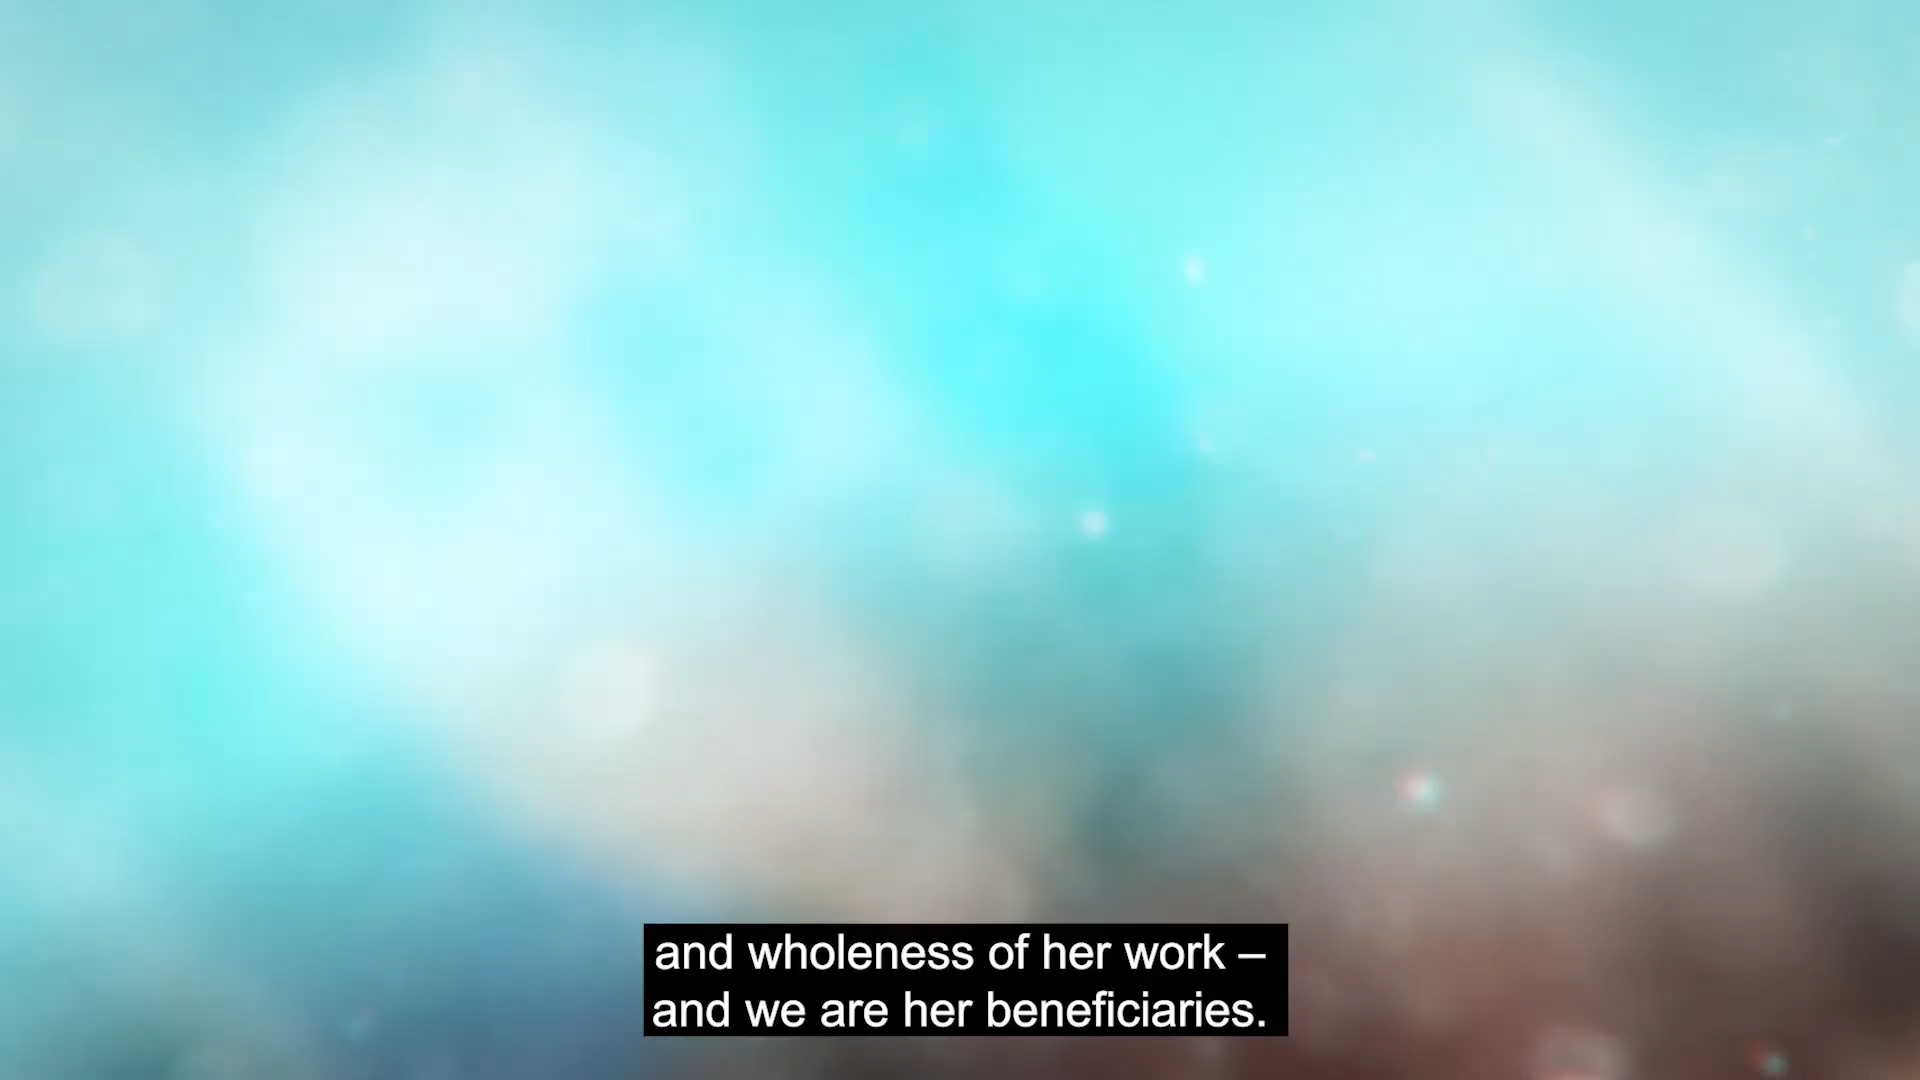 and wholeness of her work –
and we are her beneficiaries.